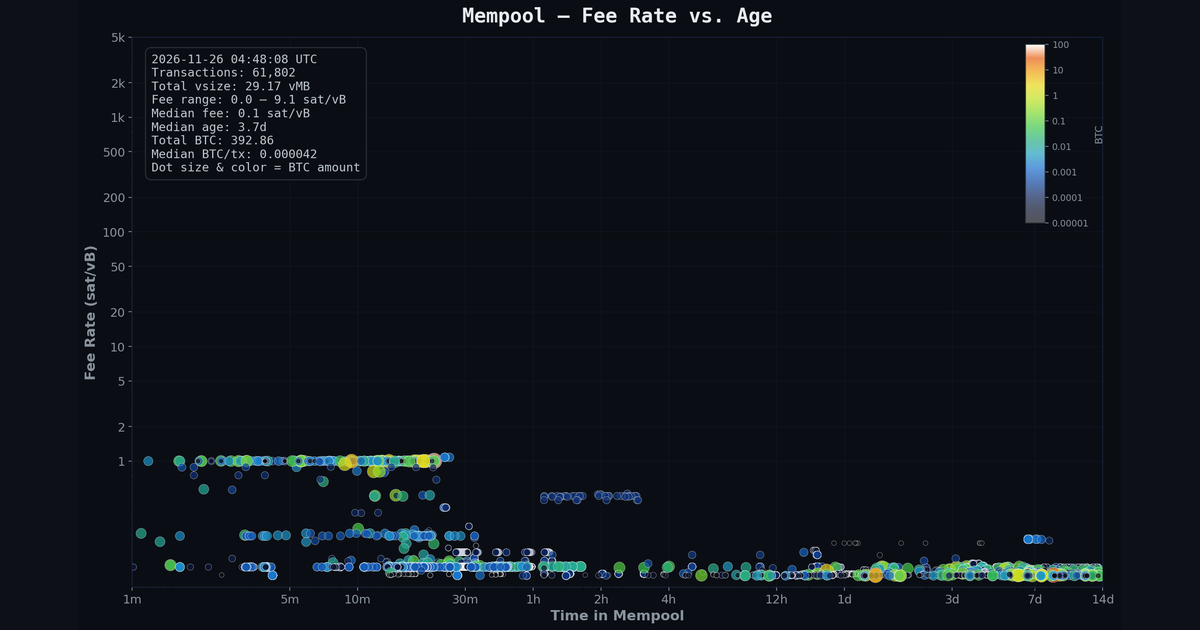 Mempool — Fee Rate vs. Age
2026-11-26 04:48:08 UTC
Transactions: 61,802
Total vsize: 29.17 vMB
Fee range: 0.0 – 9.1 sat/vB
Median fee: 0.1 sat/vB
Median age: 3.7d
Total BTC: 392.86
Median BTC/tx: 0.000042
Dot size & color = BTC amount
100
10
1
0.1
0.01
0.001
0.0001
0.00001
BTC
Fee Rate (sat/vB)
5k
2k
1k
500
200
100
50
20
10
5
2
1
1m 5m 10m 30m 1h 2h 4h 12h 1d 3d 7d 14d
Time in Mempool